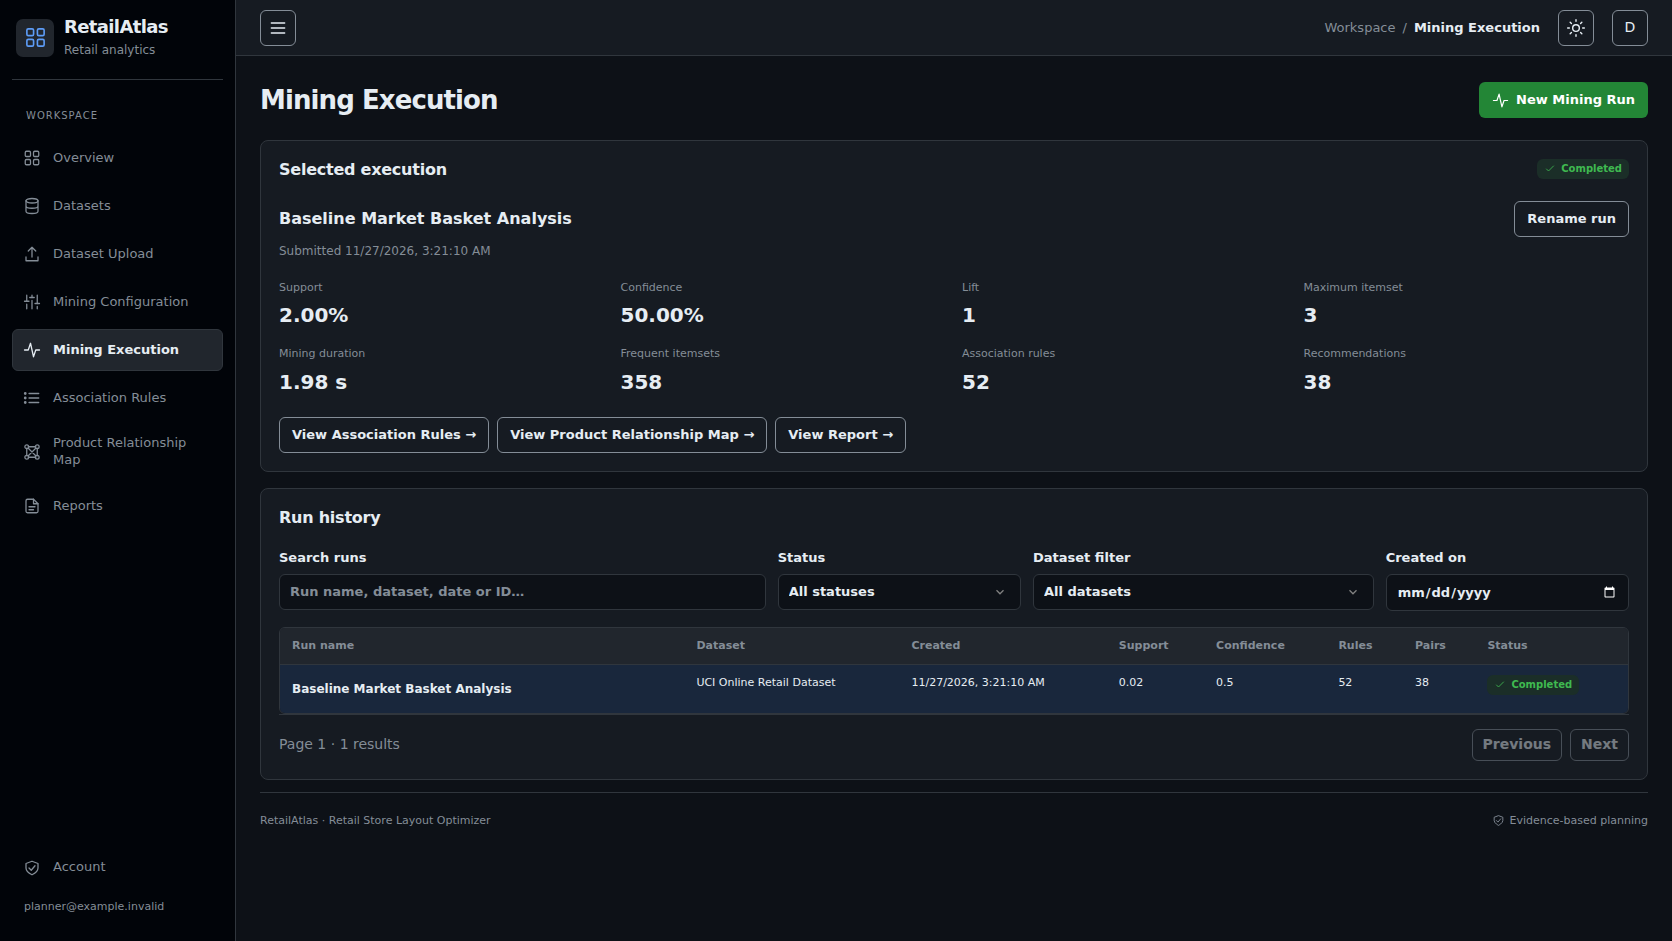 RetailAtlas
Retail analytics
WORKSPACE
Overview
Datasets
Dataset Upload
Mining Configuration
Mining Execution
Association Rules
Product Relationship
Map
Reports
Account
planner@example.invalid
Workspace / Mining Execution
D
Mining Execution
New Mining Run
Selected execution
Completed
Baseline Market Basket Analysis
Rename run
Submitted 11/27/2026, 3:21:10 AM
Support Confidence Lift Maximum itemset
2.00% 50.00% 1 3
Mining duration Frequent itemsets Association rules Recommendations
1.98 s 358 52 38
View Association Rules → View Product Relationship Map → View Report →
Run history
Search runs Status Dataset filter Created on
Run name, dataset, date or ID… All statuses All datasets mm/dd/yyyy
Run name Dataset Created Support Confidence Rules Pairs Status
Baseline Market Basket Analysis UCI Online Retail Dataset 11/27/2026, 3:21:10 AM 0.02 0.5 52 38 Completed
Page 1 · 1 results
Previous Next
RetailAtlas · Retail Store Layout Optimizer
Evidence-based planning